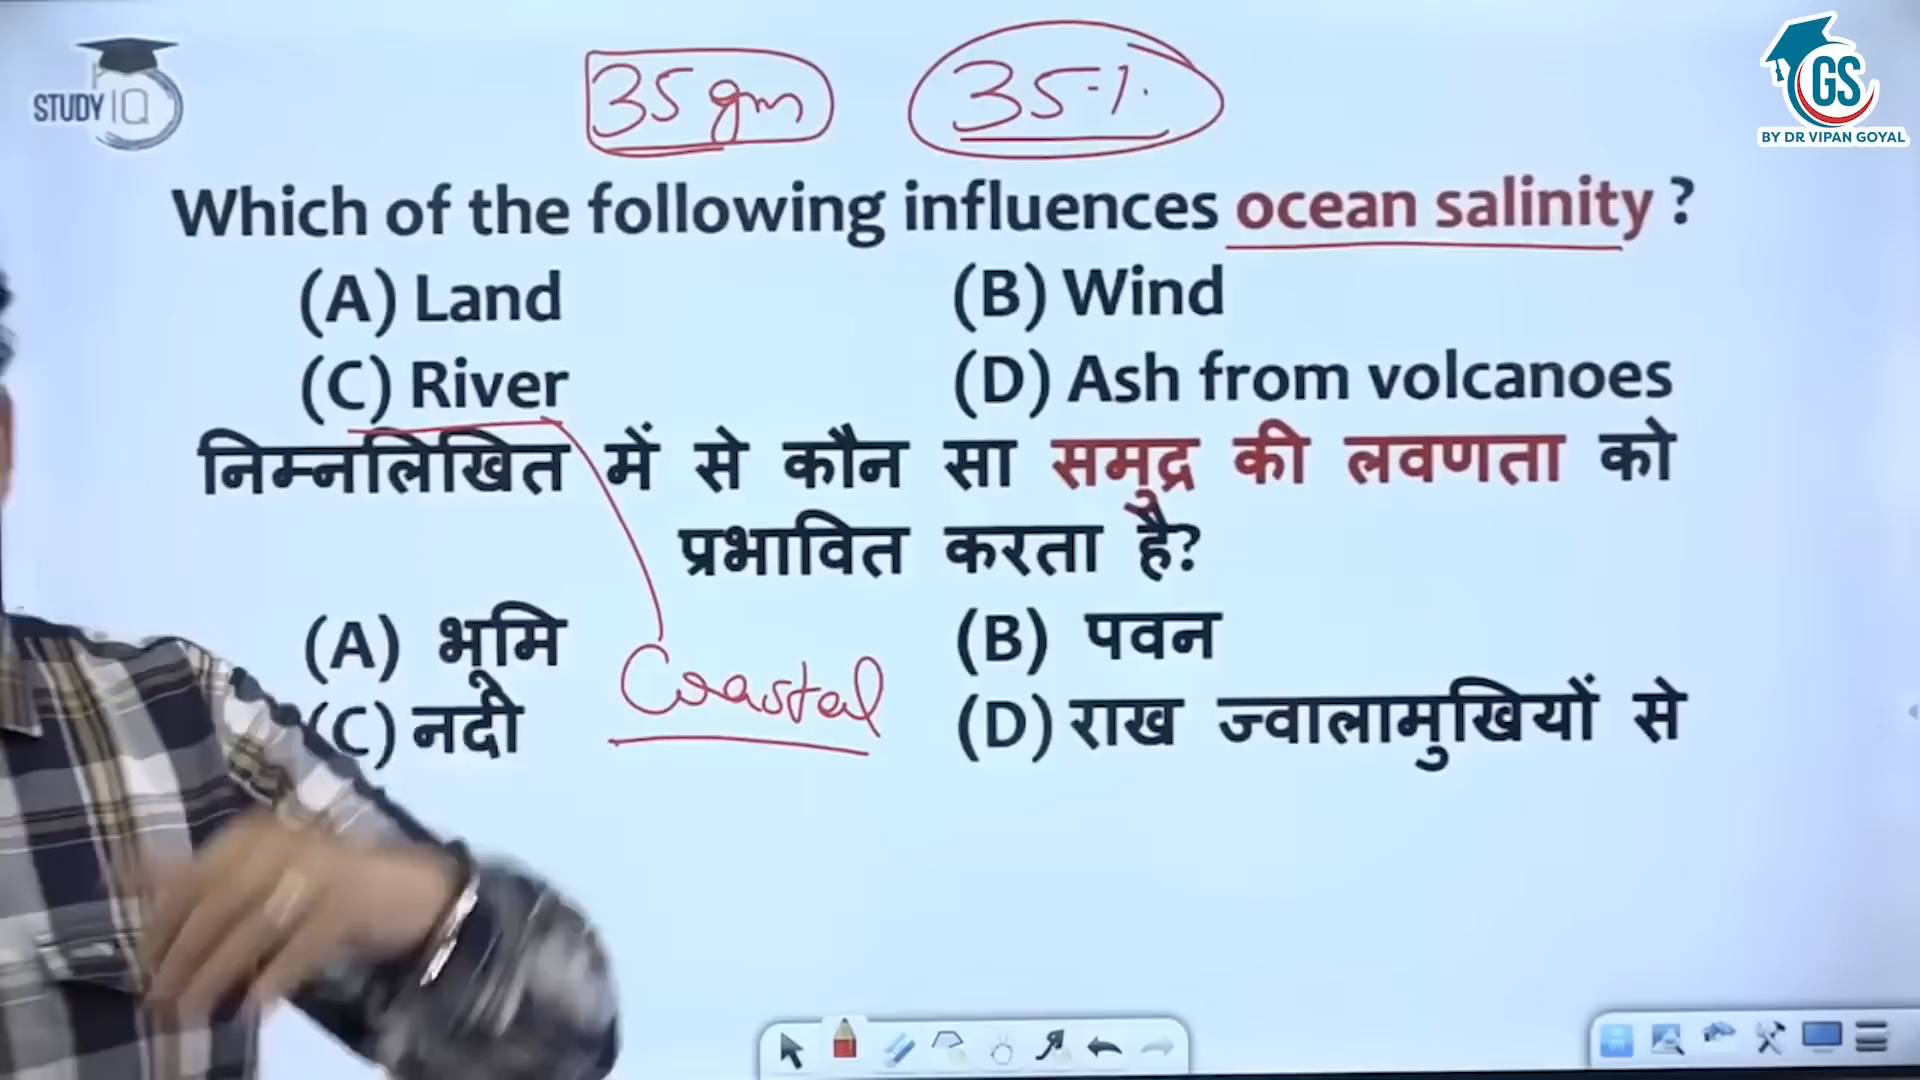 STUDY IQ
35 gm
35%
GS
BY DR VIPAN GOYAL
Which of the following influences ocean salinity ?
(A) Land
(B) Wind
(C) River
(D) Ash from volcanoes
निम्नलिखित में से कौन सा समुद्र की लवणता को
प्रभावित करता है?
(A) भूमि
(B) पवन
Coastal
(C) नदी
(D) राख ज्वालामुखियों से